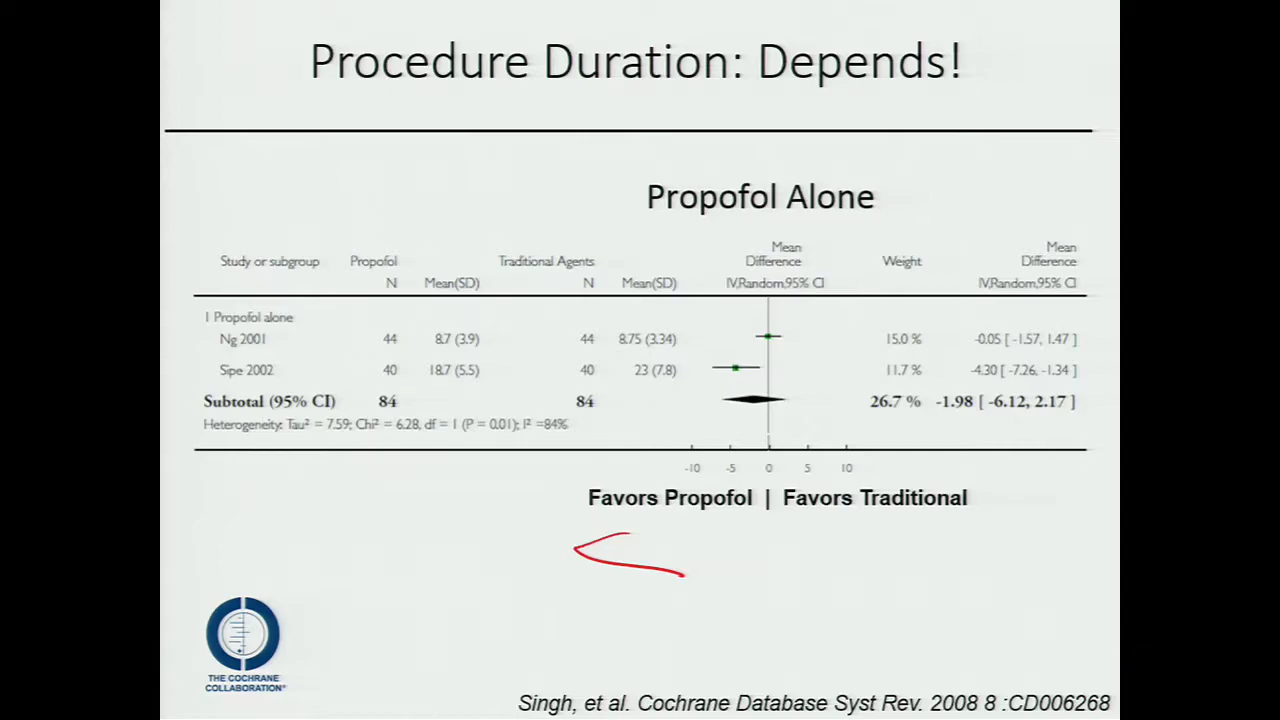 Procedure Duration: Depends!
Propofol Alone
Mean Mean
Study or subgroup Propofol Traditional Agents Difference Weight Difference
N Mean(SD) N Mean(SD) IV,Random,95% CI IV,Random,95% CI
1 Propofol alone
Ng 2001 44 8.7 (3.9) 44 8.75 (3.34) 15.0 % -0.05 [ -1.57, 1.47 ]
Sipe 2002 40 18.7 (5.5) 40 23 (7.8) 11.7 % -4.30 [ -7.26, -1.34 ]
Subtotal (95% CI) 84 84 26.7 % -1.98 [ -6.12, 2.17 ]
Heterogeneity: Tau² = 7.59; Chi² = 6.28, df = 1 (P = 0.01); I² =84%
-10 -5 0 5 10
Favors Propofol | Favors Traditional
THE COCHRANE
COLLABORATION®
Singh, et al. Cochrane Database Syst Rev. 2008 8 :CD006268